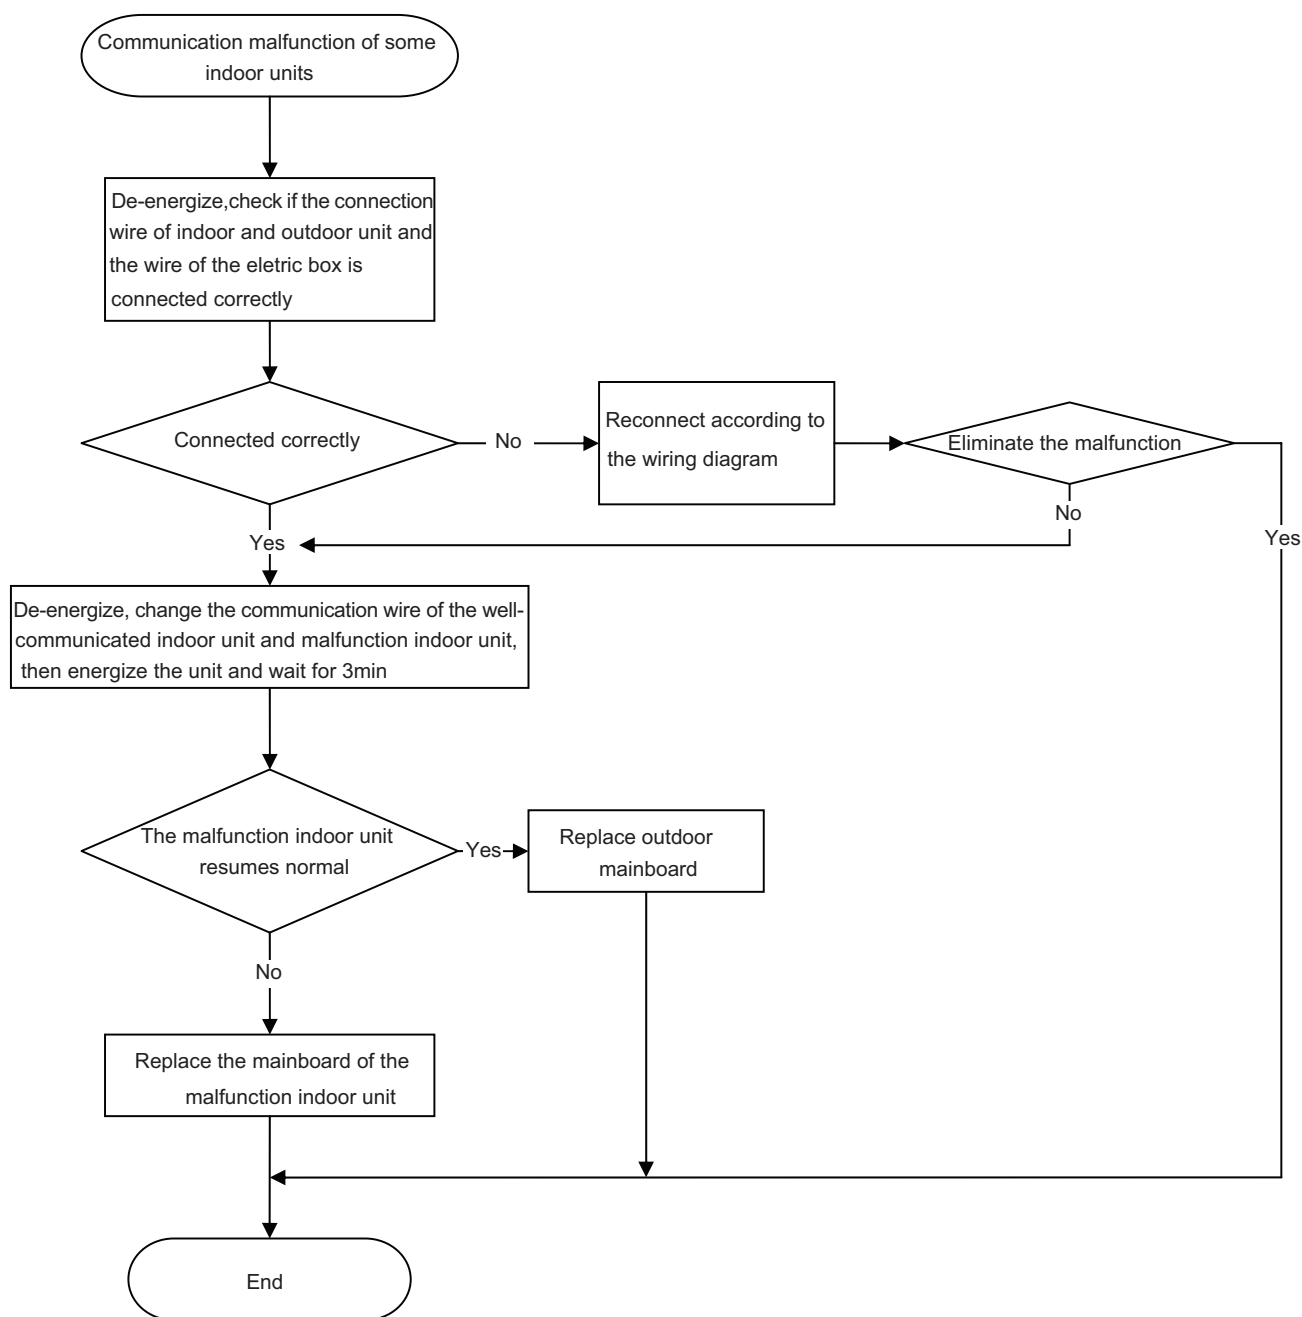 Communication malfunction of some
indoor units
De-energize,check if the connection
wire of indoor and outdoor unit and
the wire of the eletric box is
connected correctly
Connected correctly
No
Reconnect according to
the wiring diagram
Eliminate the malfunction
No
Yes
Yes
De-energize, change the communication wire of the well-
communicated indoor unit and malfunction indoor unit,
then energize the unit and wait for 3min
The malfunction indoor unit
resumes normal
Yes
Replace outdoor
mainboard
No
Replace the mainboard of the
malfunction indoor unit
End